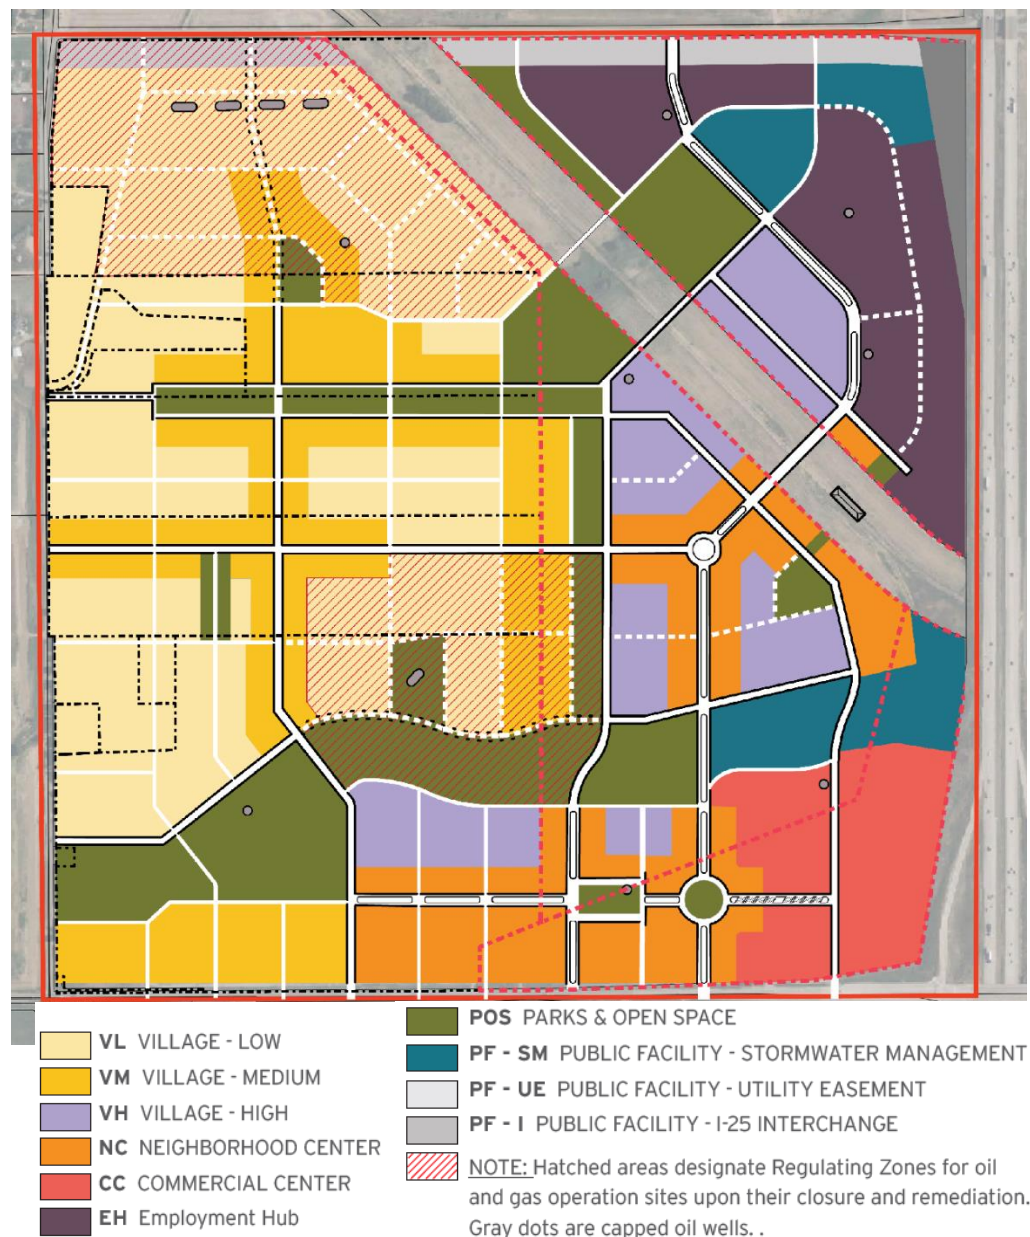 VL VILLAGE - LOW
VM VILLAGE - MEDIUM
VH VILLAGE - HIGH
NC NEIGHBORHOOD CENTER
CC COMMERCIAL CENTER
EH Employment Hub
POS PARKS & OPEN SPACE
PF - SM PUBLIC FACILITY - STORMWATER MANAGEMENT
PF - UE PUBLIC FACILITY - UTILITY EASEMENT
PF - I PUBLIC FACILITY - I-25 INTERCHANGE
NOTE: Hatched areas designate Regulating Zones for oil
and gas operation sites upon their closure and remediation.
Gray dots are capped oil wells. .